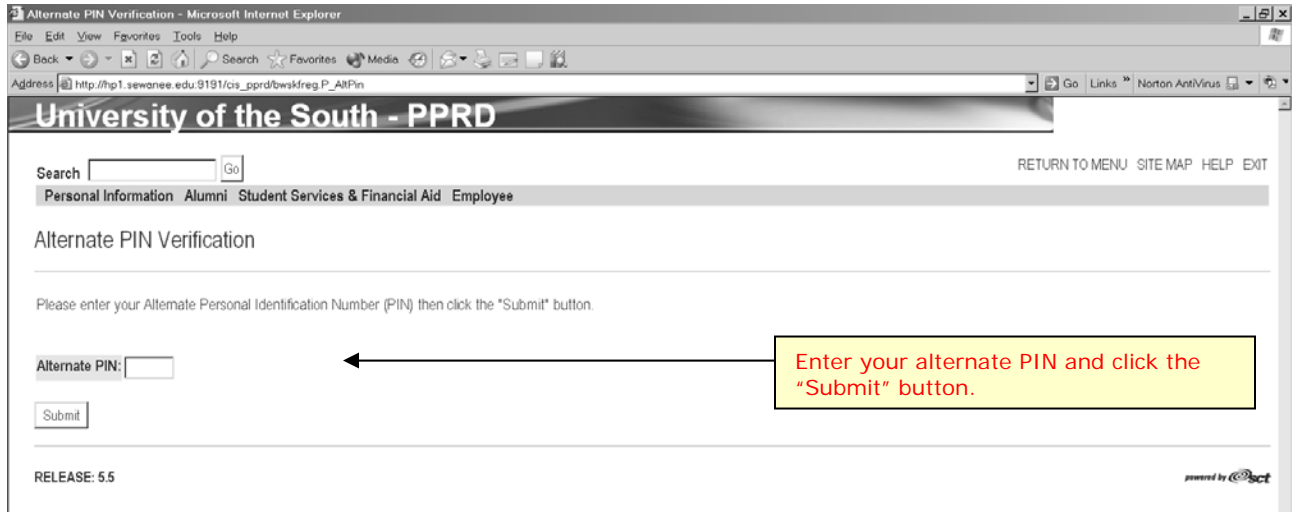 Alternate PIN Verification - Microsoft Internet Explorer
File Edit View Favorites Tools Help
Back Search Favorites Media
Address http://hp1.sewanee.edu:9191/cis_pprd/bwskfreg.P_AltPin Go Links » Norton AntiVirus
University of the South - PPRD
Search Go
RETURN TO MENU SITE MAP HELP EXIT
Personal Information Alumni Student Services & Financial Aid Employee
Alternate PIN Verification
Please enter your Alternate Personal Identification Number (PIN) then click the "Submit" button.
Alternate PIN:
Enter your alternate PIN and click the
“Submit” button.
Submit
RELEASE: 5.5
powered by sct